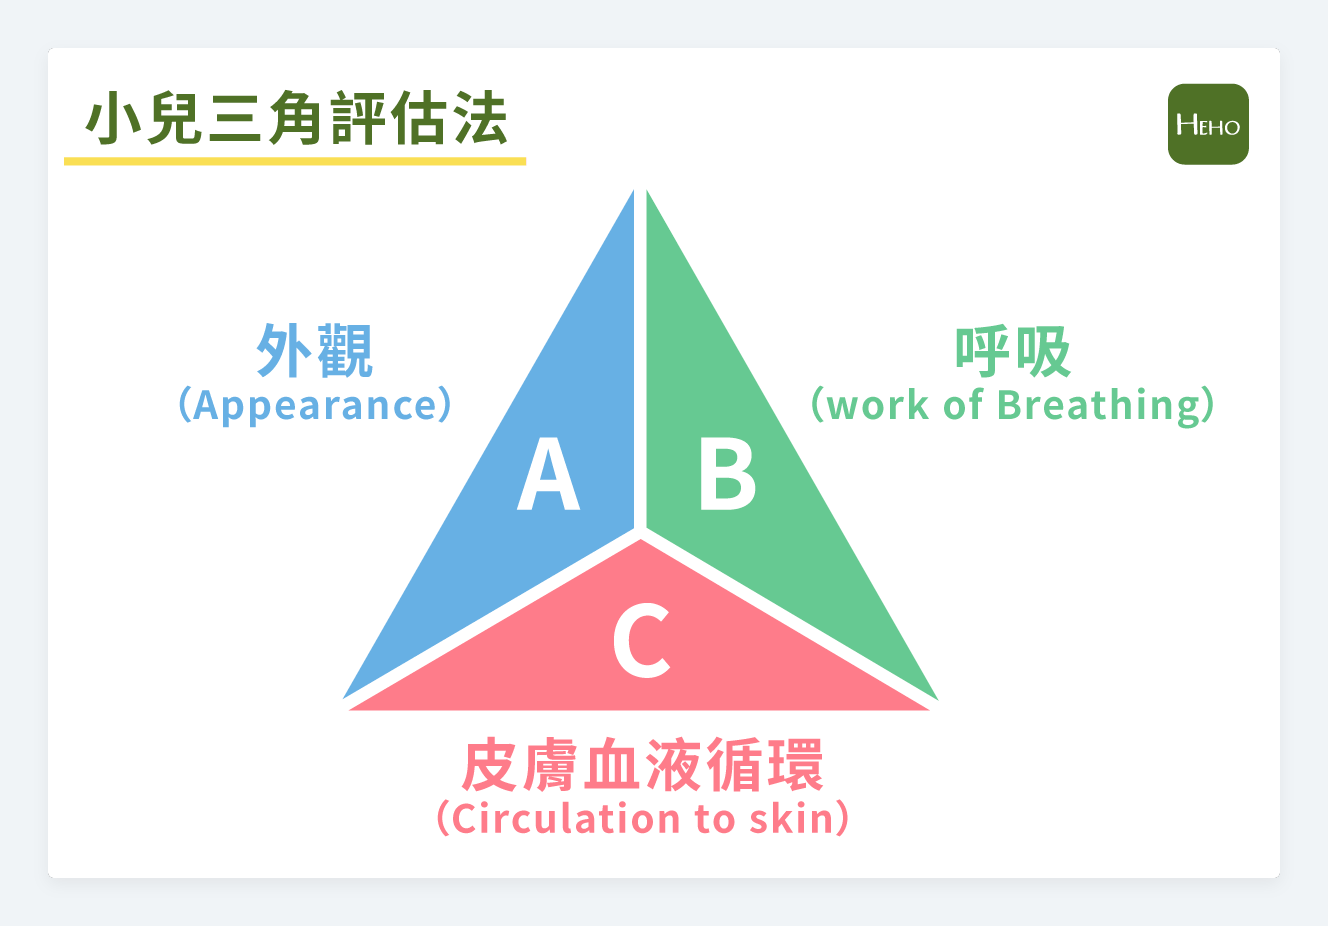 小兒三角評估法
HEHO
外觀
（Appearance）
呼吸
（work of Breathing）
A
B
C
皮膚血液循環
（Circulation to skin）